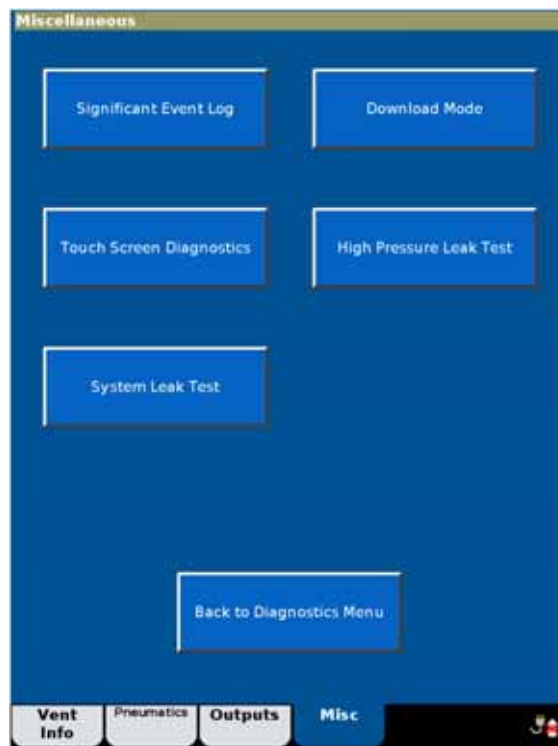 Miscellaneous
Significant Event Log
Download Mode
Touch Screen Diagnostics
High Pressure Leak Test
System Leak Test
Back to Diagnostics Menu
Vent
Info
Pneumatics
Outputs
Misc